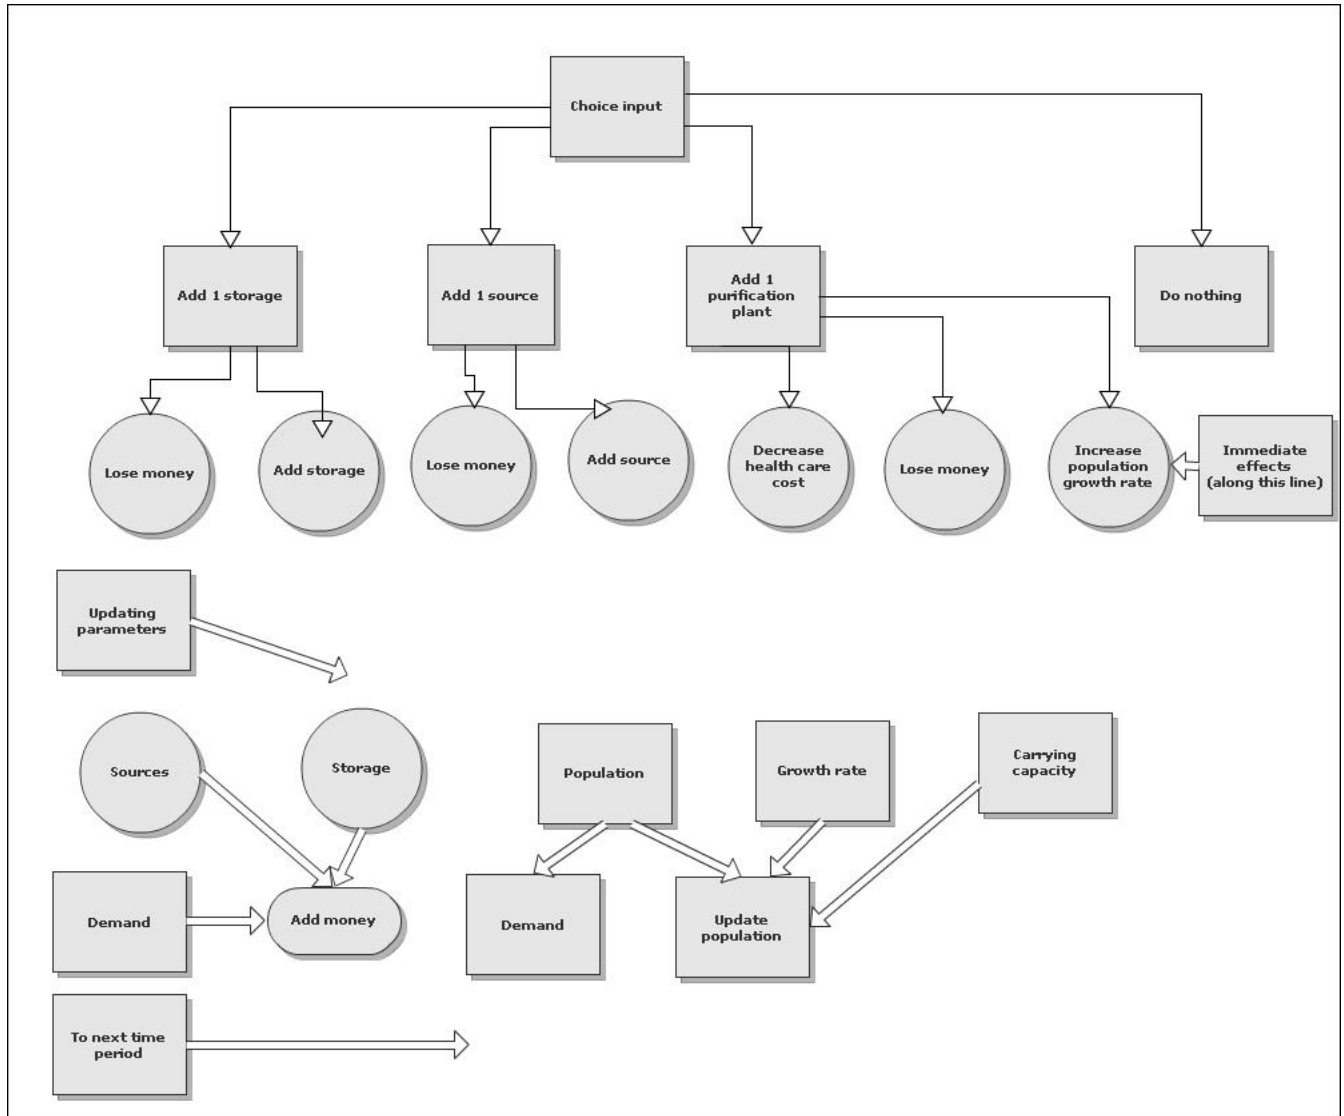 Choice input
Add 1 storage
Add 1 source
Add 1
purification
plant
Do nothing
Lose money
Add storage
Lose money
Add source
Decrease
health care
cost
Lose money
Increase
population
growth rate
Immediate
effects
(along this line)
Updating
parameters
Sources
Storage
Population
Growth rate
Carrying
capacity
Demand
Add money
Demand
Update
population
To next time
period